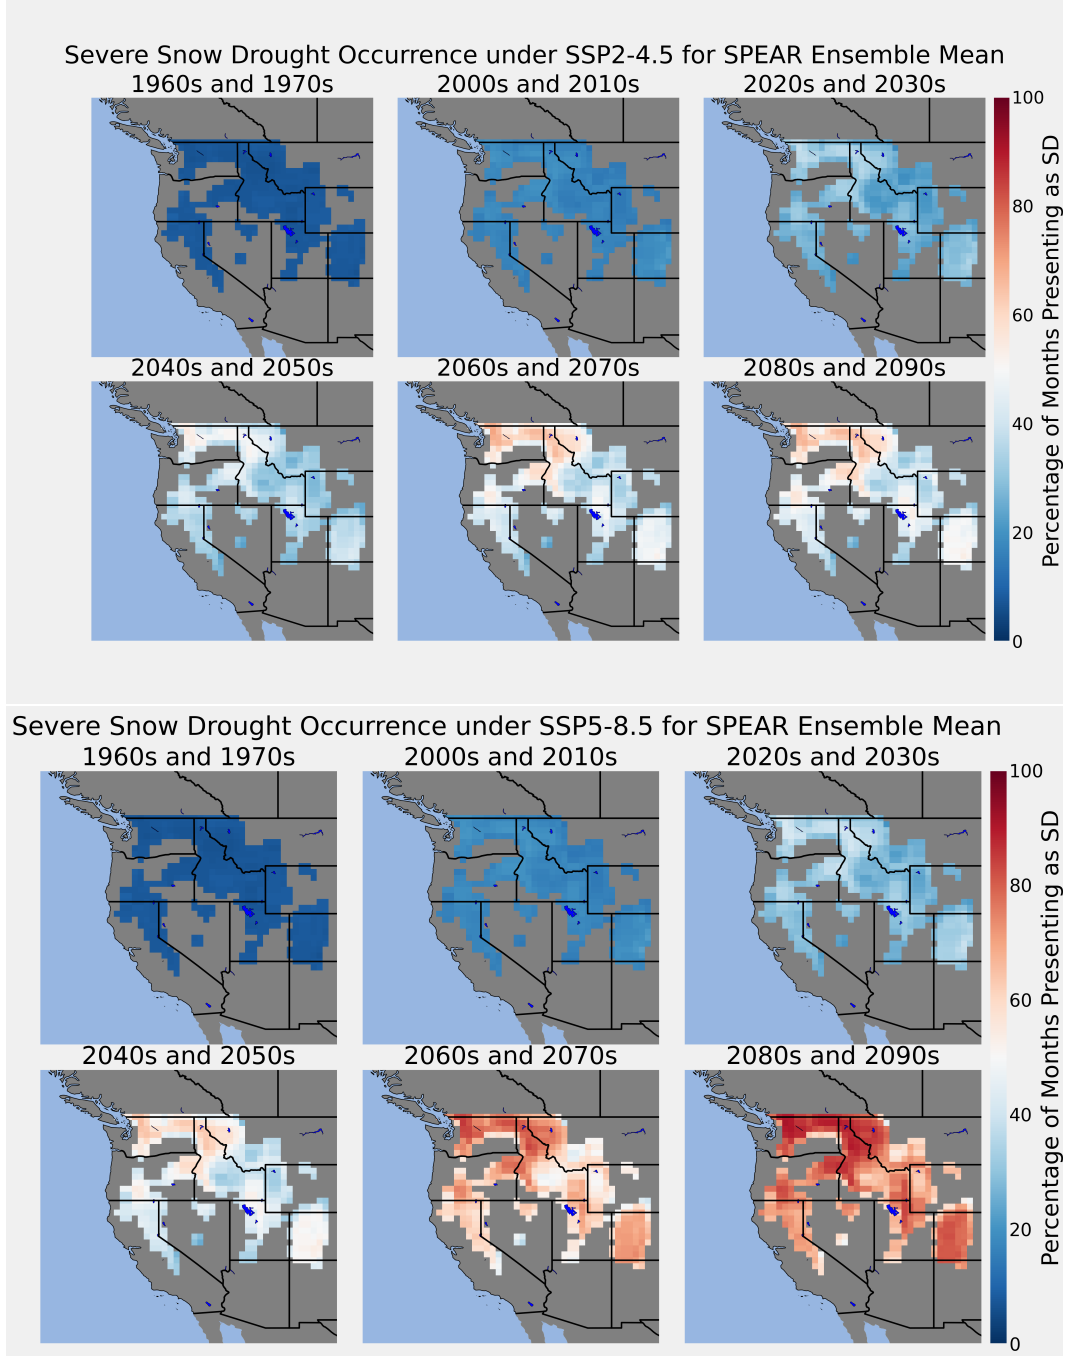 Severe Snow Drought Occurrence under SSP2-4.5 for SPEAR Ensemble Mean
1960s and 1970s
2000s and 2010s
2020s and 2030s
2040s and 2050s
2060s and 2070s
2080s and 2090s
100
80
60
40
20
0
Percentage of Months Presenting as SD
Severe Snow Drought Occurrence under SSP5-8.5 for SPEAR Ensemble Mean
1960s and 1970s
2000s and 2010s
2020s and 2030s
2040s and 2050s
2060s and 2070s
2080s and 2090s
100
80
60
40
20
0
Percentage of Months Presenting as SD